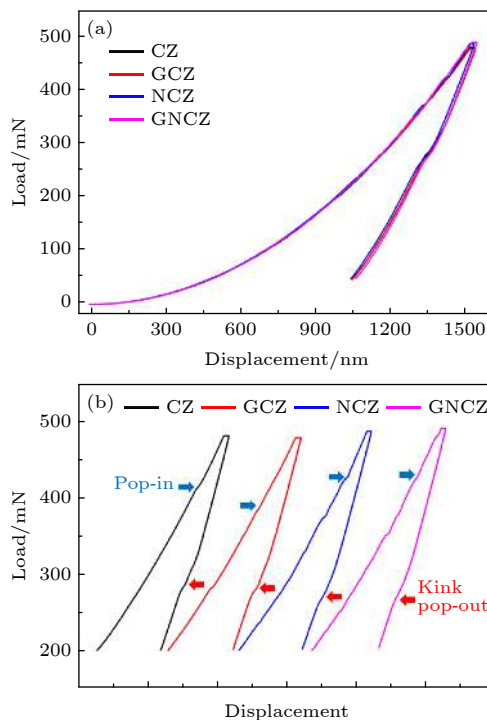 (a)
CZ
GCZ
NCZ
GNCZ
500
400
300
200
100
0
Load/mN
0 300 600 900 1200 1500
Displacement/nm
(b) CZ GCZ NCZ GNCZ
500
400
300
200
Load/mN
Pop-in
Kink
pop-out
Displacement